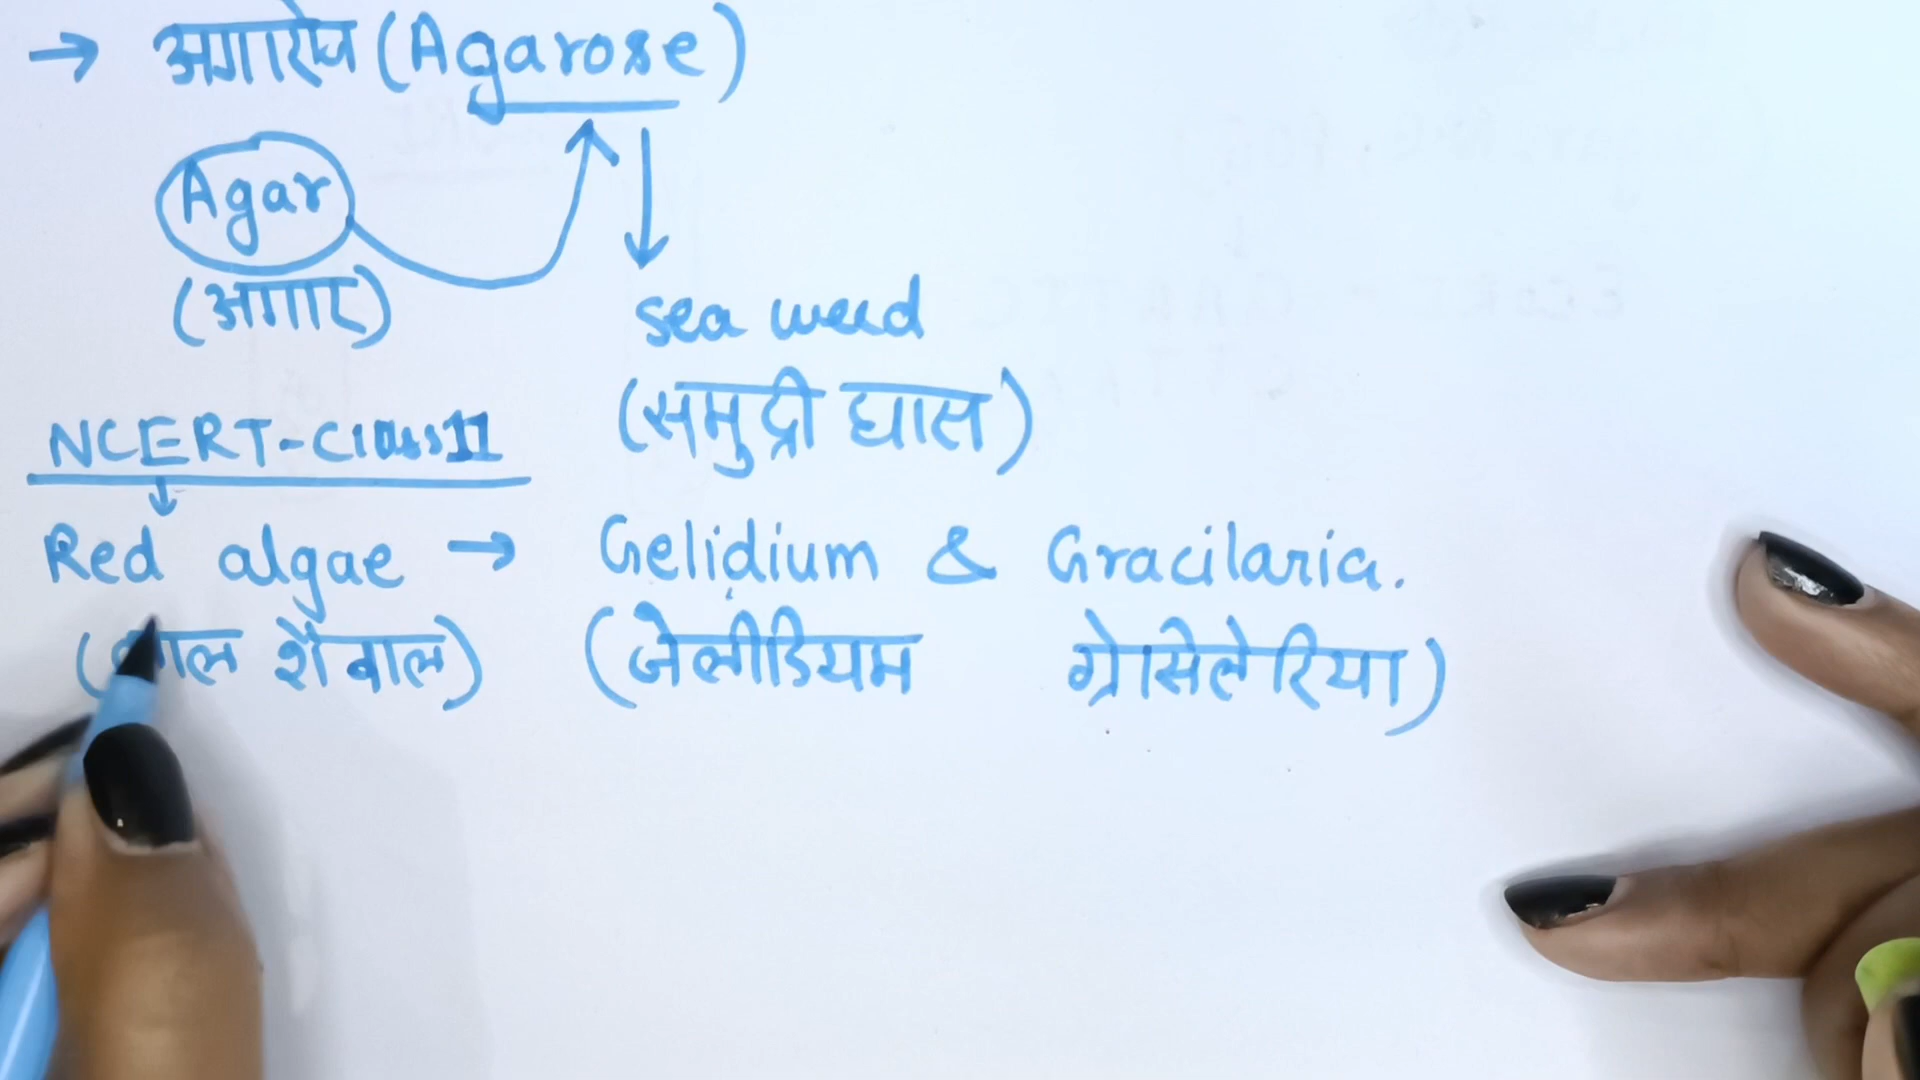 → अगारोज (Agarose)
Agar
(अगार)
sea weed
(समुद्री घास)
NCERT-Class 11
Red algae → Gelidium & Gracilaria.
(लाल शैवाल) (जेलीडियम ग्रेसिलेरिया)